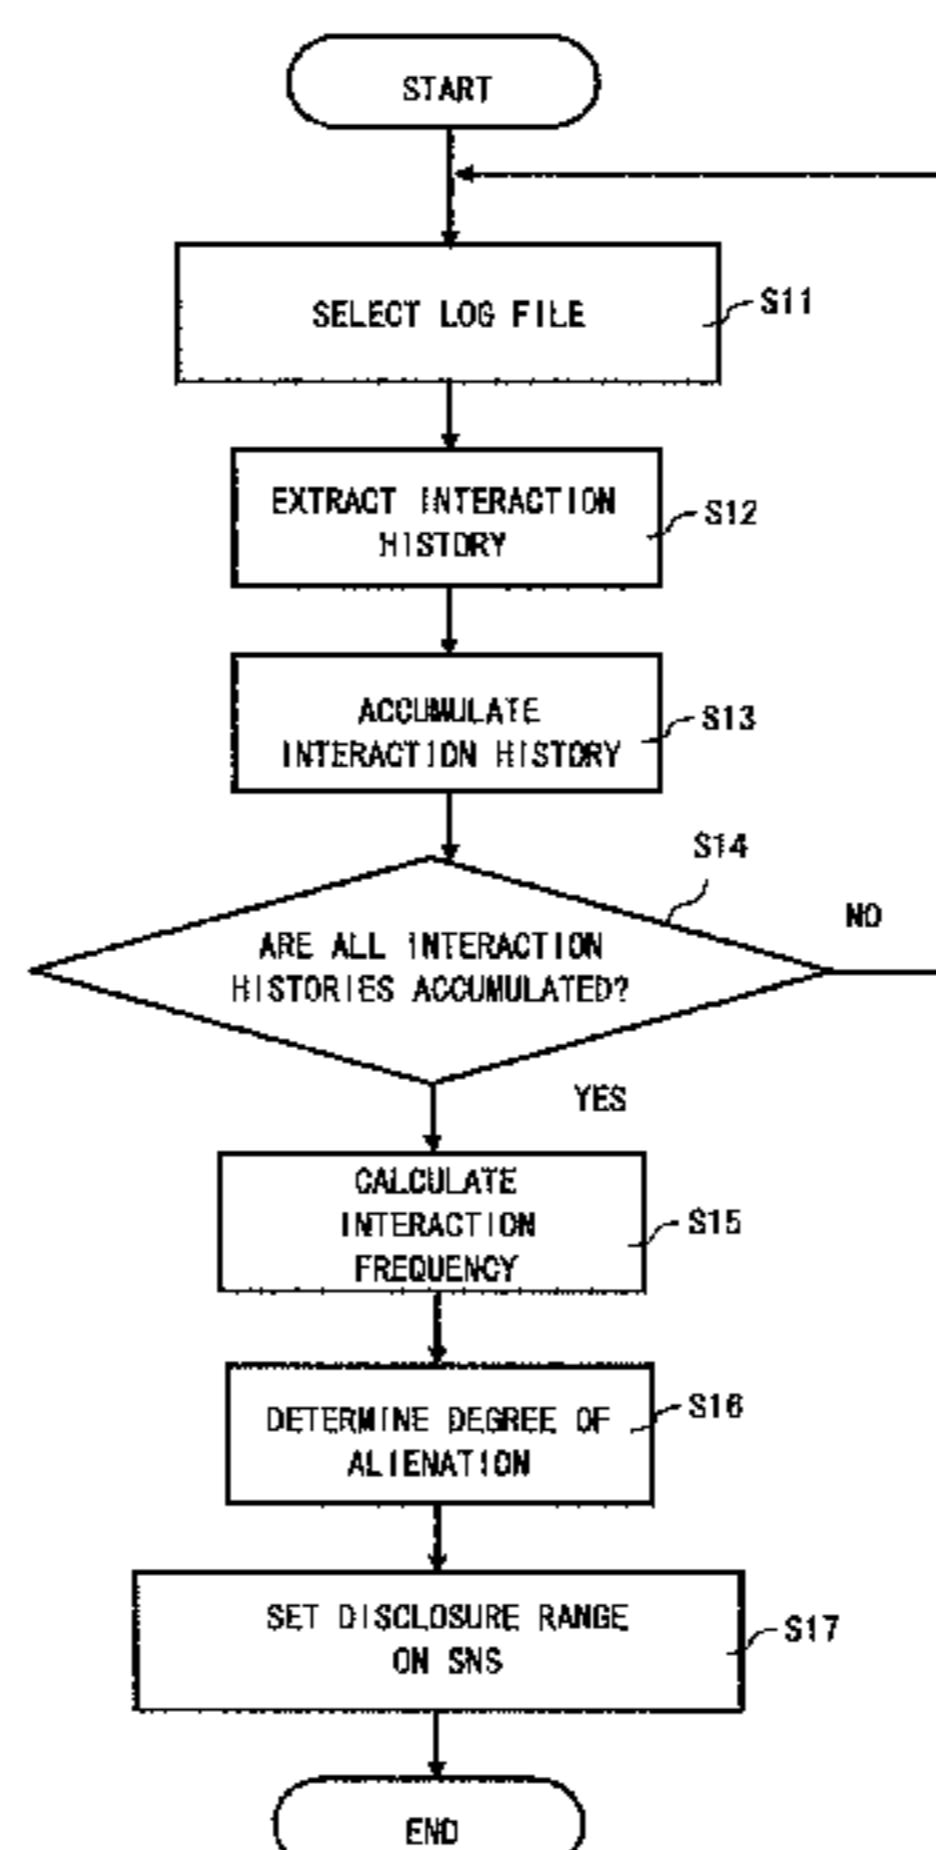 START
SELECT LOG FILE
S11
EXTRACT INTERACTION
HISTORY
S12
ACCUMULATE
INTERACTION HISTORY
S13
S14
ARE ALL INTERACTION
HISTORIES ACCUMULATED?
NO
YES
CALCULATE
INTERACTION
FREQUENCY
S15
DETERMINE DEGREE OF
ALIENATION
S16
SET DISCLOSURE RANGE
ON SNS
S17
END